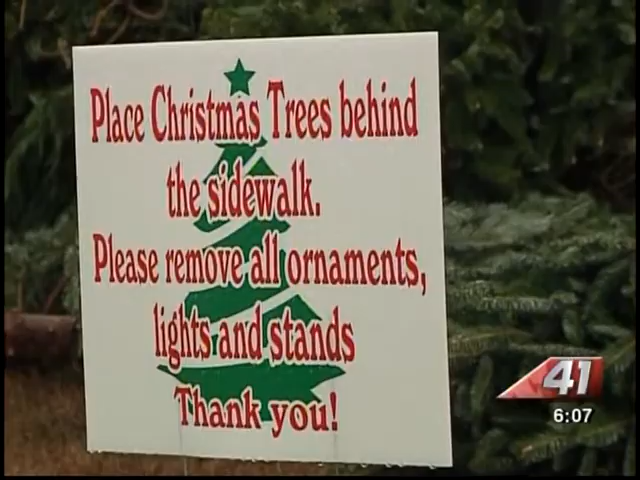 Place Christmas Trees behind
the sidewalk.
Please remove all ornaments,
lights and stands
Thank you!
41
6:07